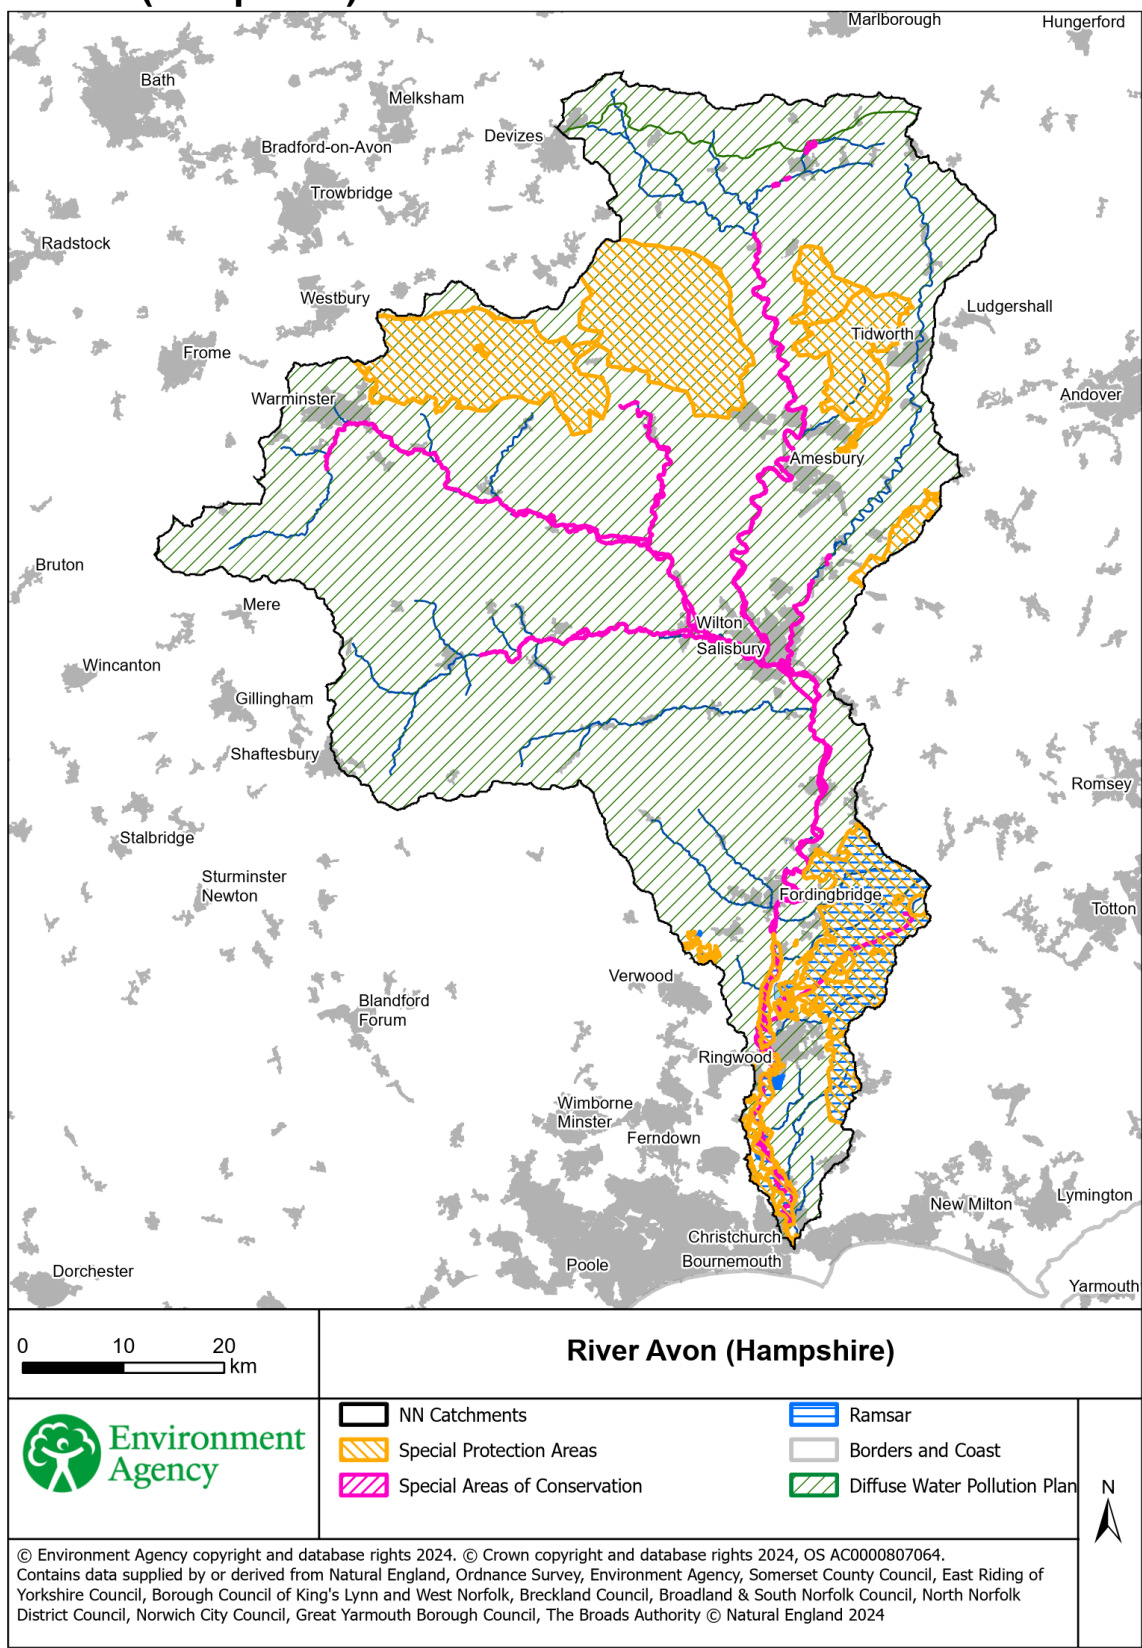 Marlborough
Hungerford
Bath
Melksham
Devizes
Bradford-on-Avon
Trowbridge
Radstock
Westbury
Ludgershall
Tidworth
Frome
Warminster
Andover
Amesbury
Bruton
Mere
Wilton
Salisbury
Wincanton
Gillingham
Shaftesbury
Romsey
Stalbridge
Sturminster
Newton
Fordingbridge
Totton
Verwood
Blandford
Forum
Ringwood
Wimborne
Minster
Ferndown
New Milton
Lymington
Christchurch
Bournemouth
Poole
Dorchester
Yarmouth
0 10 20
km
River Avon (Hampshire)
Environment
Agency
NN Catchments
Special Protection Areas
Special Areas of Conservation
Ramsar
Borders and Coast
Diffuse Water Pollution Plan
N
© Environment Agency copyright and database rights 2024. © Crown copyright and database rights 2024, OS AC0000807064.
Contains data supplied by or derived from Natural England, Ordnance Survey, Environment Agency, Somerset County Council, East Riding of
Yorkshire Council, Borough Council of King's Lynn and West Norfolk, Breckland Council, Broadland & South Norfolk Council, North Norfolk
District Council, Norwich City Council, Great Yarmouth Borough Council, The Broads Authority © Natural England 2024